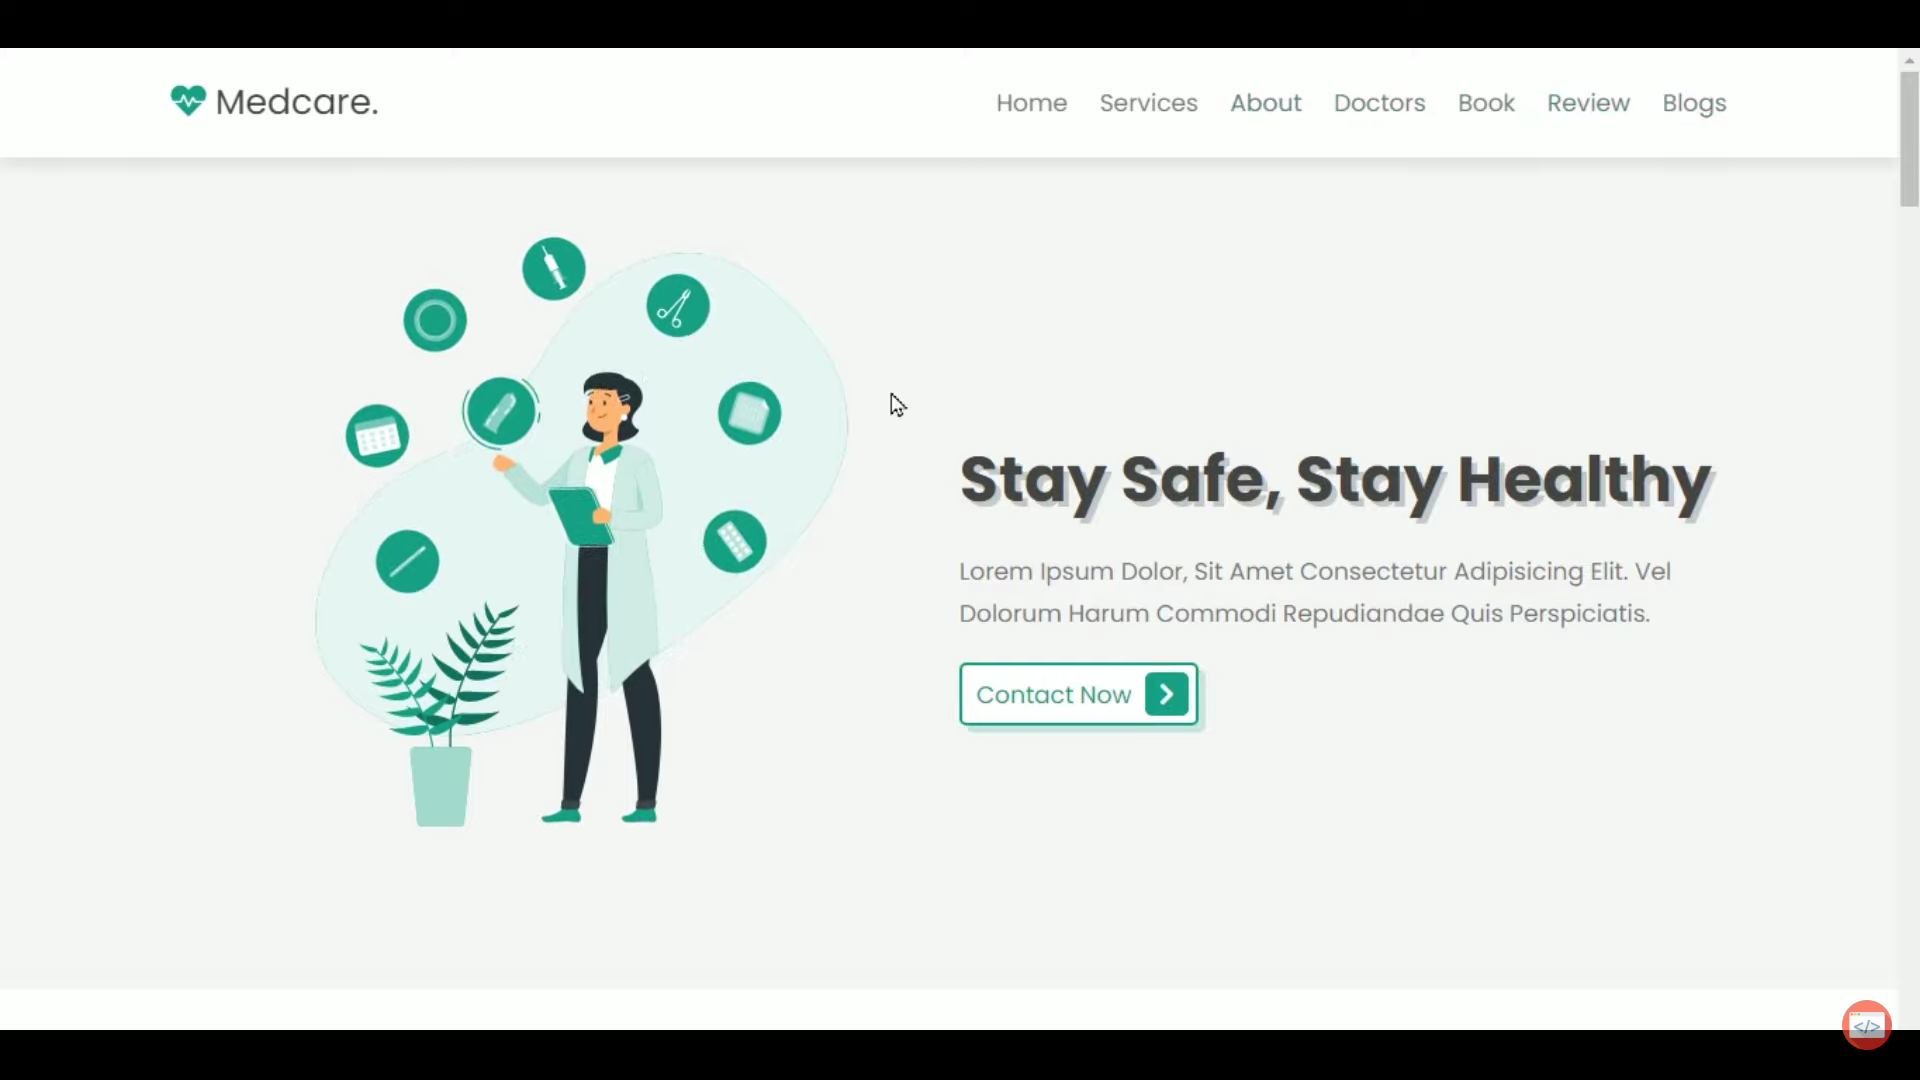 Medcare.
Home Services About Doctors Book Review Blogs
Stay Safe, Stay Healthy
Lorem Ipsum Dolor, Sit Amet Consectetur Adipisicing Elit. Vel
Dolorum Harum Commodi Repudiandae Quis Perspiciatis.
Contact Now
</>